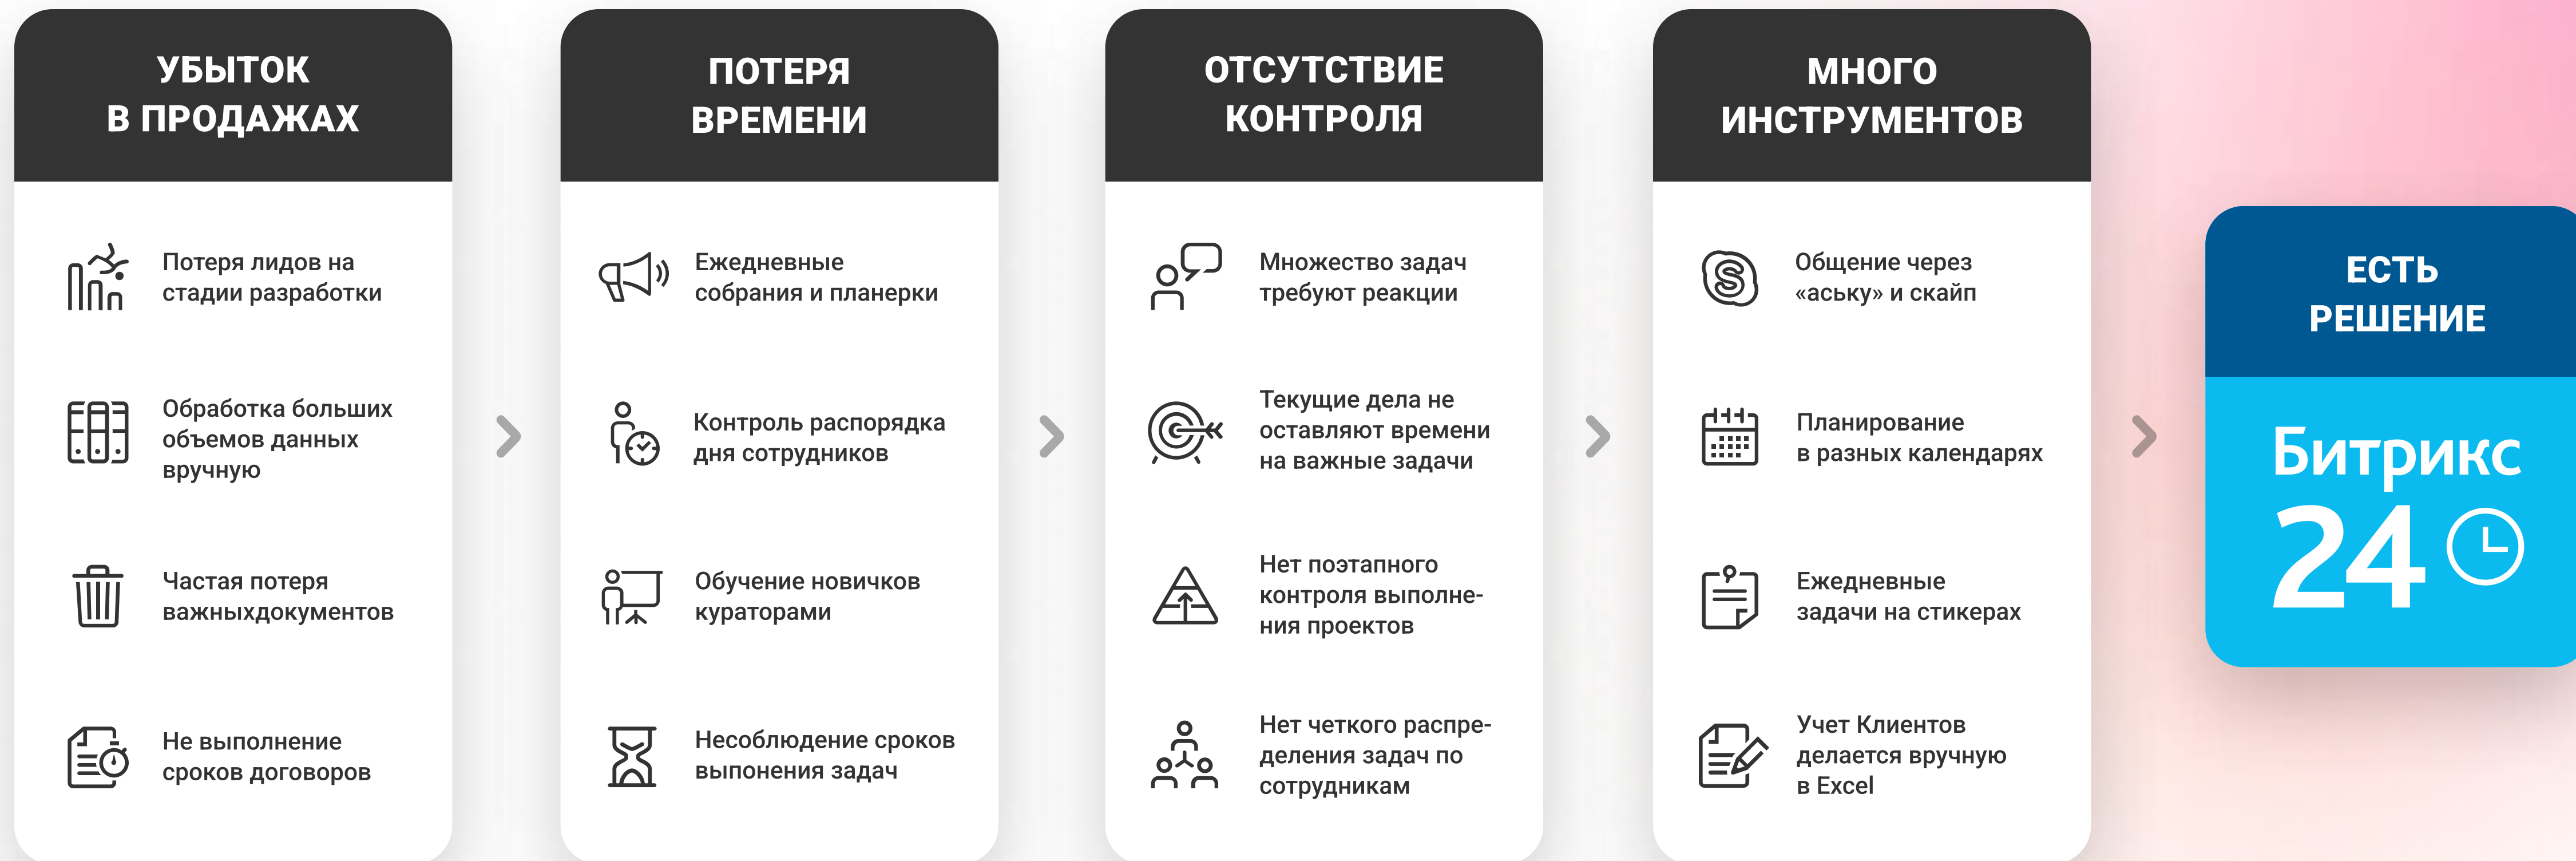 УБЫТОК
В ПРОДАЖАХ
Потеря лидов на
стадии разработки
Обработка больших
объемов данных
вручную
Частая потеря
важныхдокументов
Не выполнение
сроков договоров
ПОТЕРЯ
ВРЕМЕНИ
Ежедневные
собрания и планерки
Контроль распорядка
дня сотрудников
Обучение новичков
кураторами
Несоблюдение сроков
выпонения задач
ОТСУТСТВИЕ
КОНТРОЛЯ
Множество задач
требуют реакции
Текущие дела не
оставляют времени
на важные задачи
Нет поэтапного
контроля выполне-
ния проектов
Нет четкого распре-
деления задач по
сотрудникам
МНОГО
ИНСТРУМЕНТОВ
Общение через
«аську» и скайп
Планирование
в разных календарях
Ежедневные
задачи на стикерах
Учет Клиентов
делается вручную
в Excel
ЕСТЬ
РЕШЕНИЕ
Битрикс
24